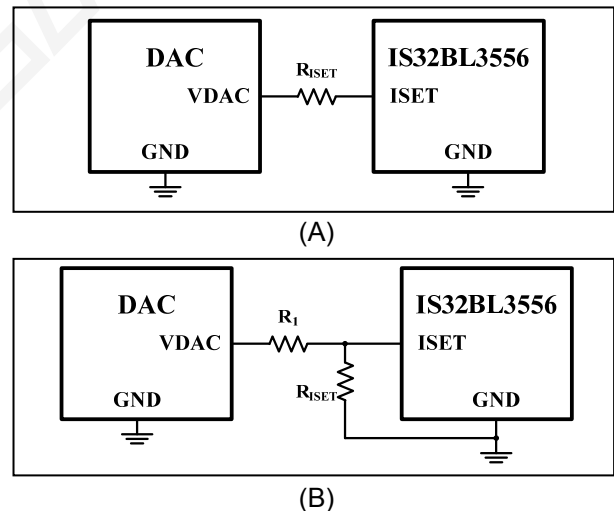 DAC
IS32BL3556
VDAC
RISET
ISET
GND
GND
(A)
DAC
IS32BL3556
R1
VDAC
ISET
RISET
GND
GND
(B)